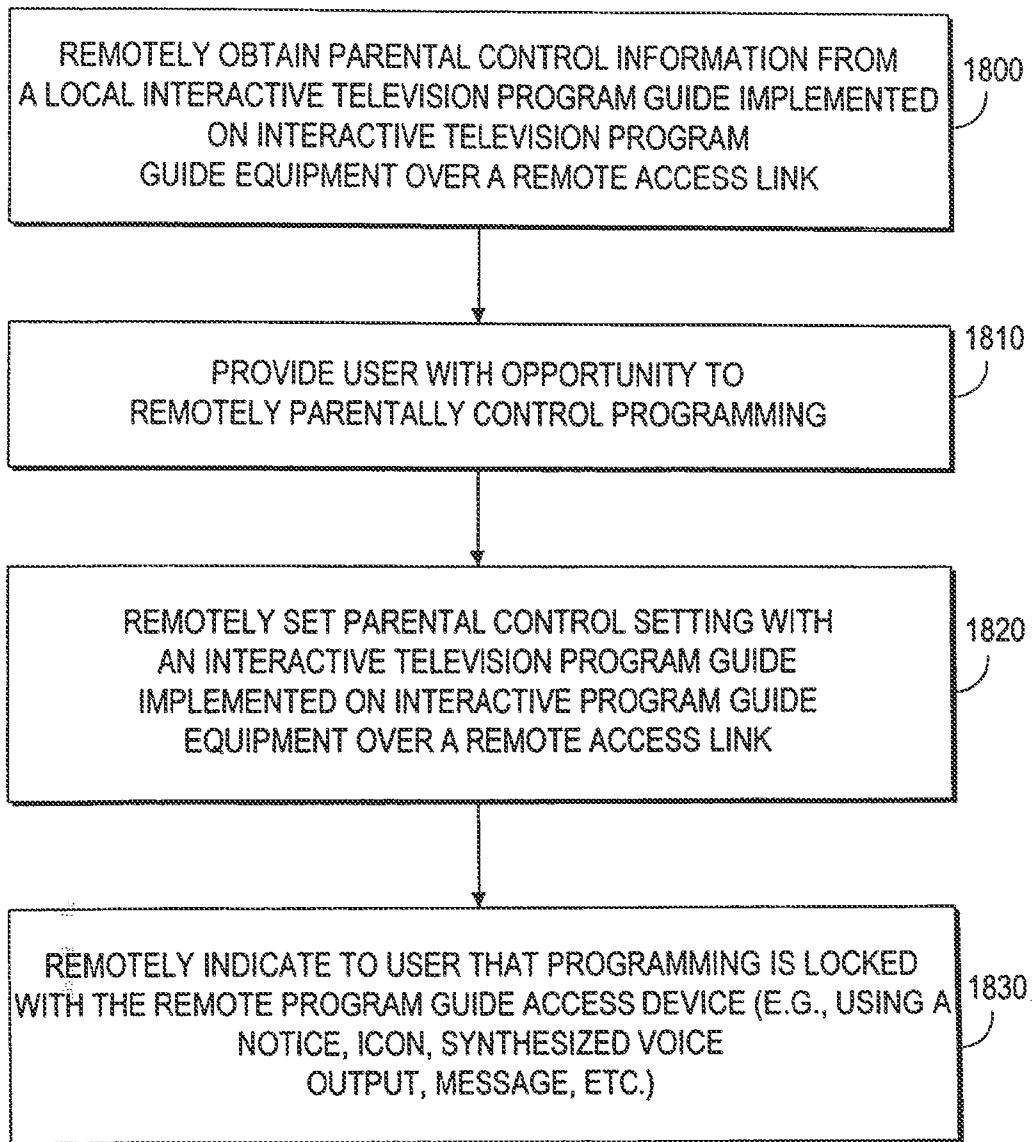 REMOTELY OBTAIN PARENTAL CONTROL INFORMATION FROM
A LOCAL INTERACTIVE TELEVISION PROGRAM GUIDE IMPLEMENTED
ON INTERACTIVE TELEVISION PROGRAM
GUIDE EQUIPMENT OVER A REMOTE ACCESS LINK
1800
PROVIDE USER WITH OPPORTUNITY TO
REMOTELY PARENTALLY CONTROL PROGRAMMING
1810
REMOTELY SET PARENTAL CONTROL SETTING WITH
AN INTERACTIVE TELEVISION PROGRAM GUIDE
IMPLEMENTED ON INTERACTIVE PROGRAM GUIDE
EQUIPMENT OVER A REMOTE ACCESS LINK
1820
REMOTELY INDICATE TO USER THAT PROGRAMMING IS LOCKED
WITH THE REMOTE PROGRAM GUIDE ACCESS DEVICE (E.G., USING A
NOTICE, ICON, SYNTHESIZED VOICE
OUTPUT, MESSAGE, ETC.)
1830